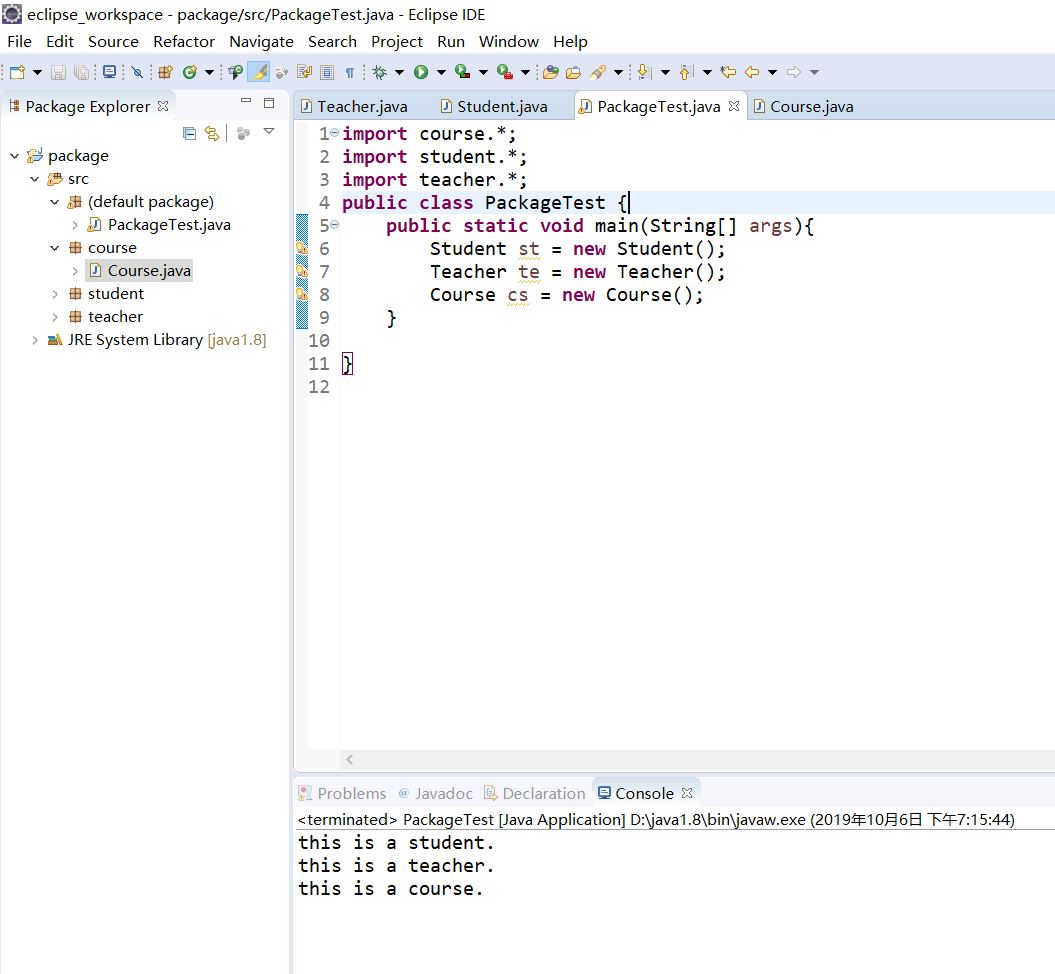 eclipse_workspace - package/src/PackageTest.java - Eclipse IDE
File Edit Source Refactor Navigate Search Project Run Window Help
Package Explorer
package
src
(default package)
PackageTest.java
course
Course.java
student
teacher
JRE System Library [java1.8]
Teacher.java Student.java PackageTest.java Course.java
1 import course.*;
2 import student.*;
3 import teacher.*;
4 public class PackageTest {
5     public static void main(String[] args){
6         Student st = new Student();
7         Teacher te = new Teacher();
8         Course cs = new Course();
9     }
10
11 }
12
Problems @ Javadoc Declaration Console
<terminated> PackageTest [Java Application] D:\java1.8\bin\javaw.exe (2019年10月6日 下午7:15:44)
this is a student.
this is a teacher.
this is a course.